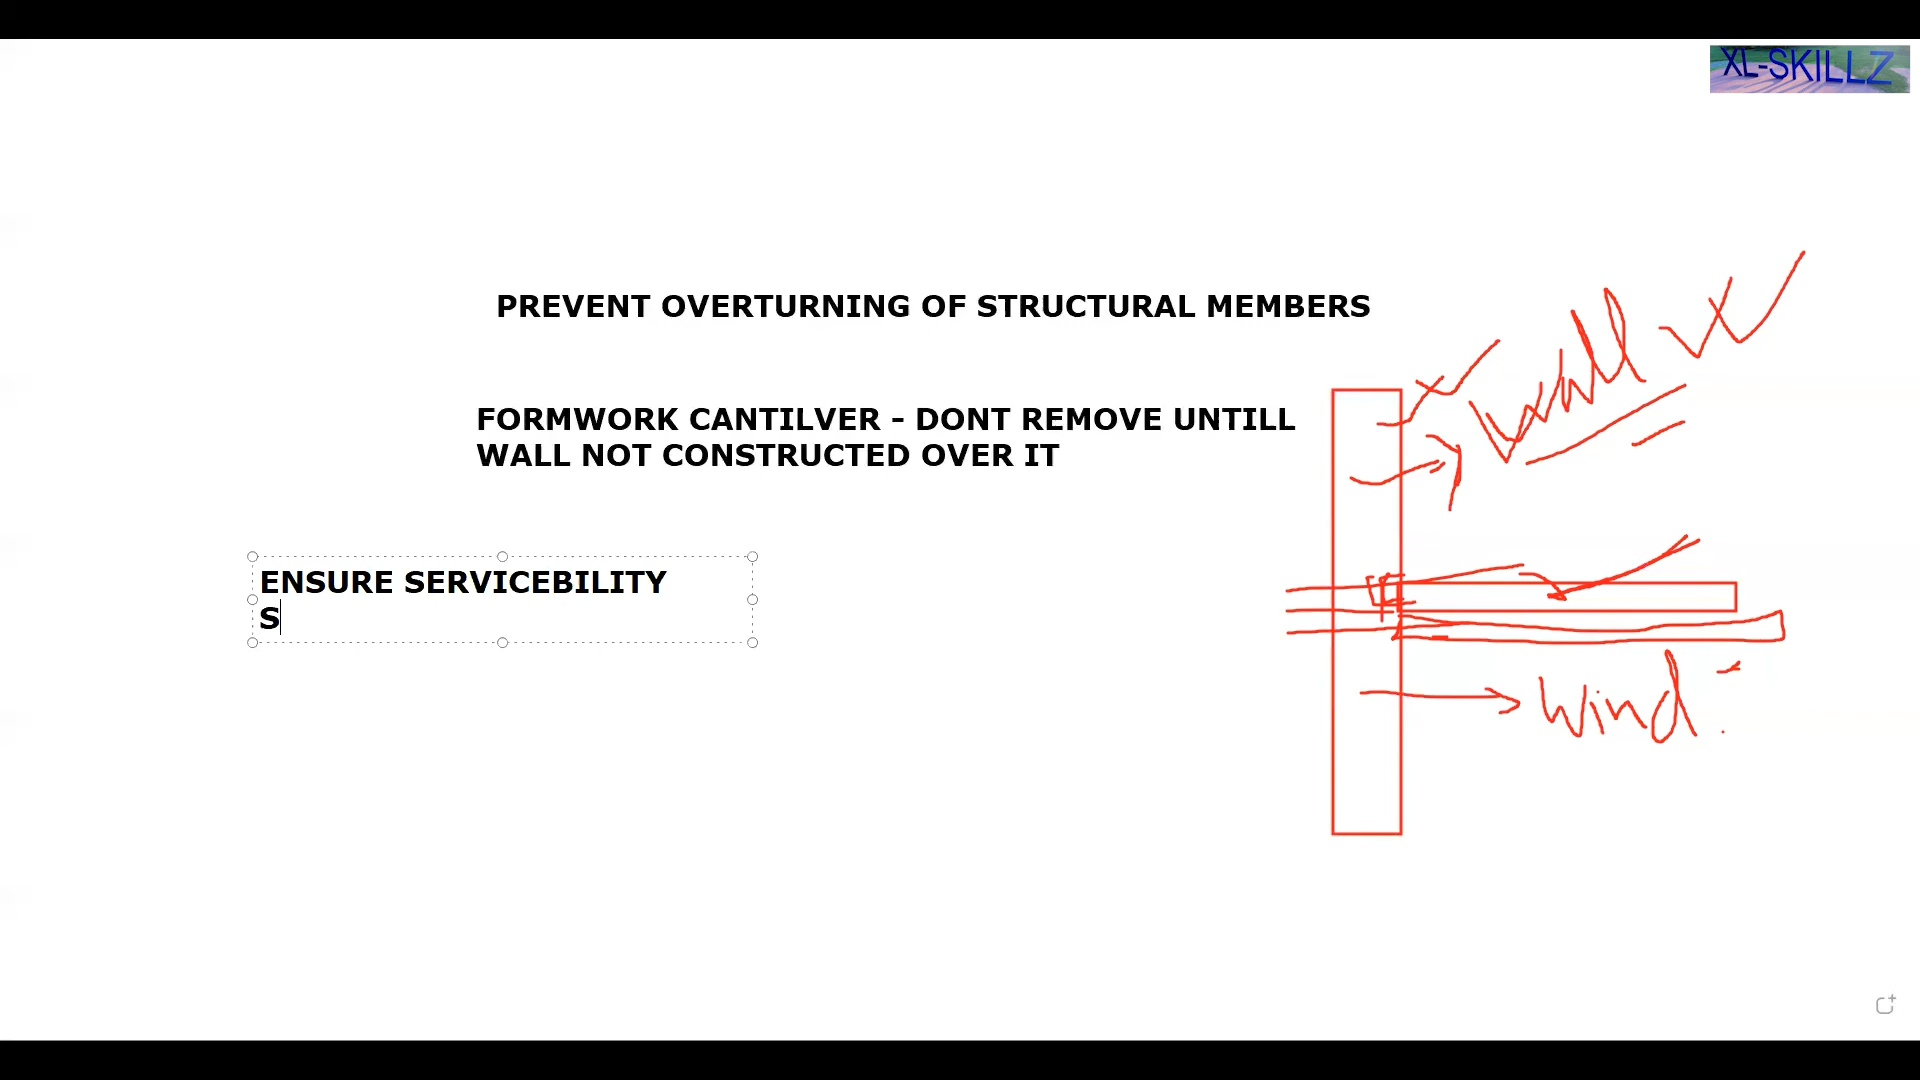 XL-SKILLZ
PREVENT OVERTURNING OF STRUCTURAL MEMBERS
FORMWORK CANTILVER - DONT REMOVE UNTILL
WALL NOT CONSTRUCTED OVER IT
Wall
ENSURE SERVICEBILITY
S
Wind